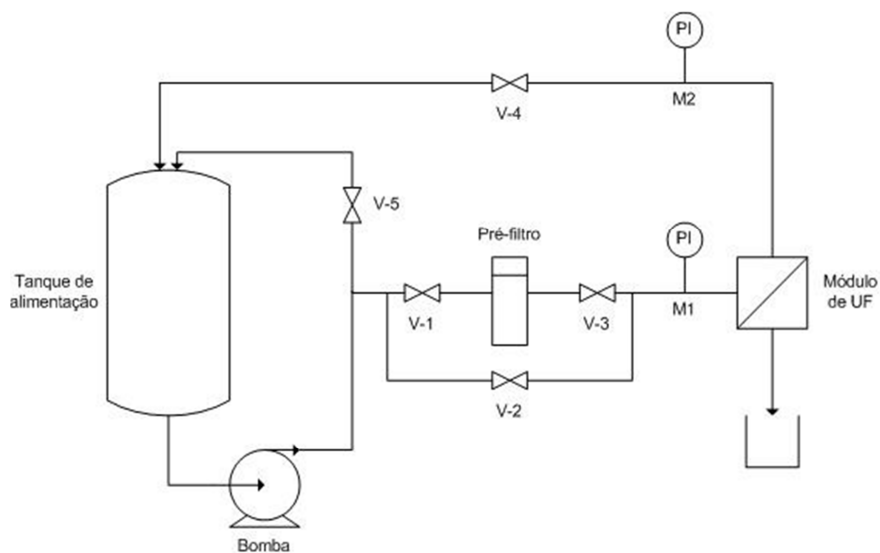 PI
M2
V-4
V-5
Pré-filtro
PI
Tanque de
alimentação
Módulo
de UF
V-1
V-3
M1
V-2
Bomba